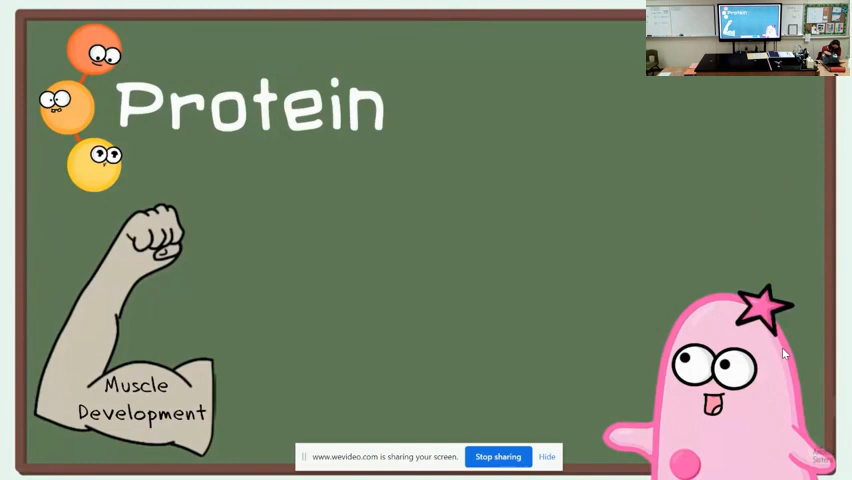 Protein
Muscle
Development
www.wevideo.com is sharing your screen.
Stop sharing
Hide